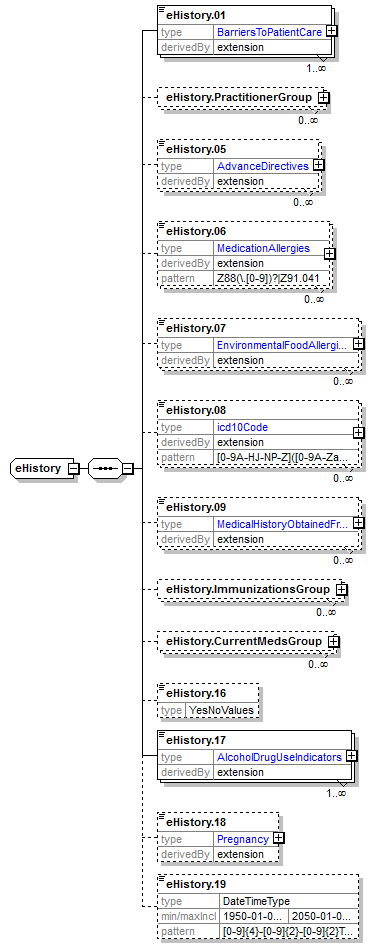 eHistory.01
type BarriersToPatientCare
derivedBy extension
1..∞
eHistory.PractitionerGroup
0..∞
eHistory.05
type AdvanceDirectives
derivedBy extension
0..∞
eHistory.06
type MedicationAllergies
derivedBy extension
pattern Z88(\.[0-9])?|Z91.041
0..∞
eHistory.07
type EnvironmentalFoodAllergi...
derivedBy extension
0..∞
eHistory.08
type icd10Code
derivedBy extension
pattern [0-9A-HJ-NP-Z]([0-9A-Za...
0..∞
eHistory
eHistory.09
type MedicalHistoryObtainedFr...
derivedBy extension
0..∞
eHistory.ImmunizationsGroup
0..∞
eHistory.CurrentMedsGroup
0..∞
eHistory.16
type YesNoValues
eHistory.17
type AlcoholDrugUseIndicators
derivedBy extension
1..∞
eHistory.18
type Pregnancy
derivedBy extension
eHistory.19
type DateTimeType
min/maxIncl 1950-01-0... 2050-01-0...
pattern [0-9]{4}-[0-9]{2}-[0-9]{2}T...